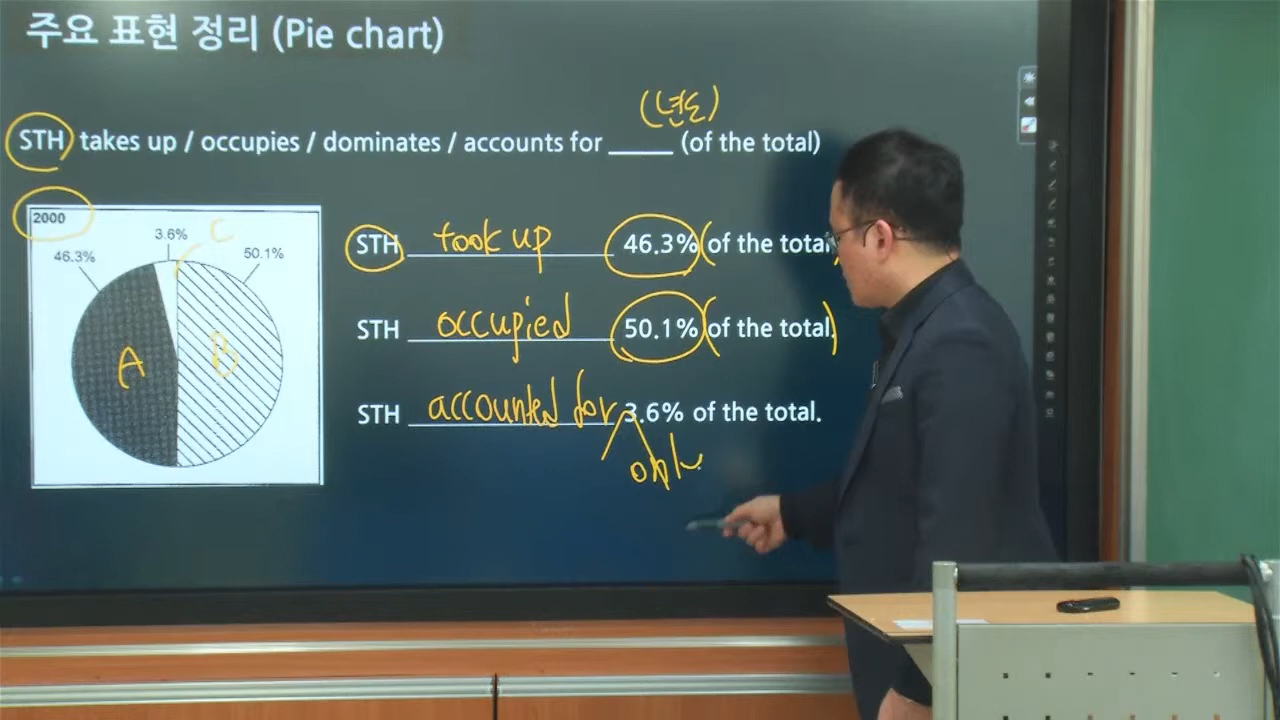 주요 표현 정리 (Pie chart)
(년도)
STH takes up / occupies / dominates / accounts for _____ (of the total)
2000
3.6%
C
46.3%
50.1%
A
B
STH took up 46.3% (of the total
STH occupied 50.1% (of the total.)
STH accounted for 3.6% of the total.
only